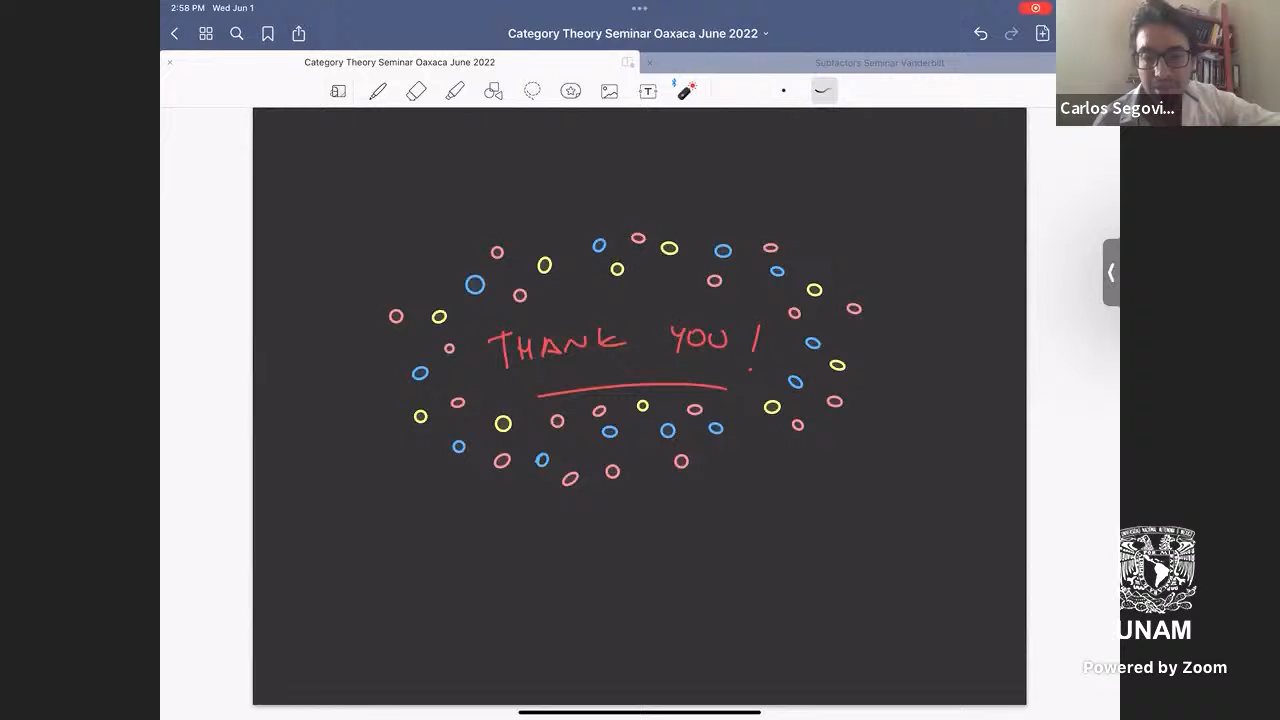 2:58 PM Wed Jun 1
Category Theory Seminar Oaxaca June 2022
Category Theory Seminar Oaxaca June 2022
Subfactors Seminar Vanderbilt
T
Carlos Segovi...
THANK YOU!
UNAM
Powered by Zoom